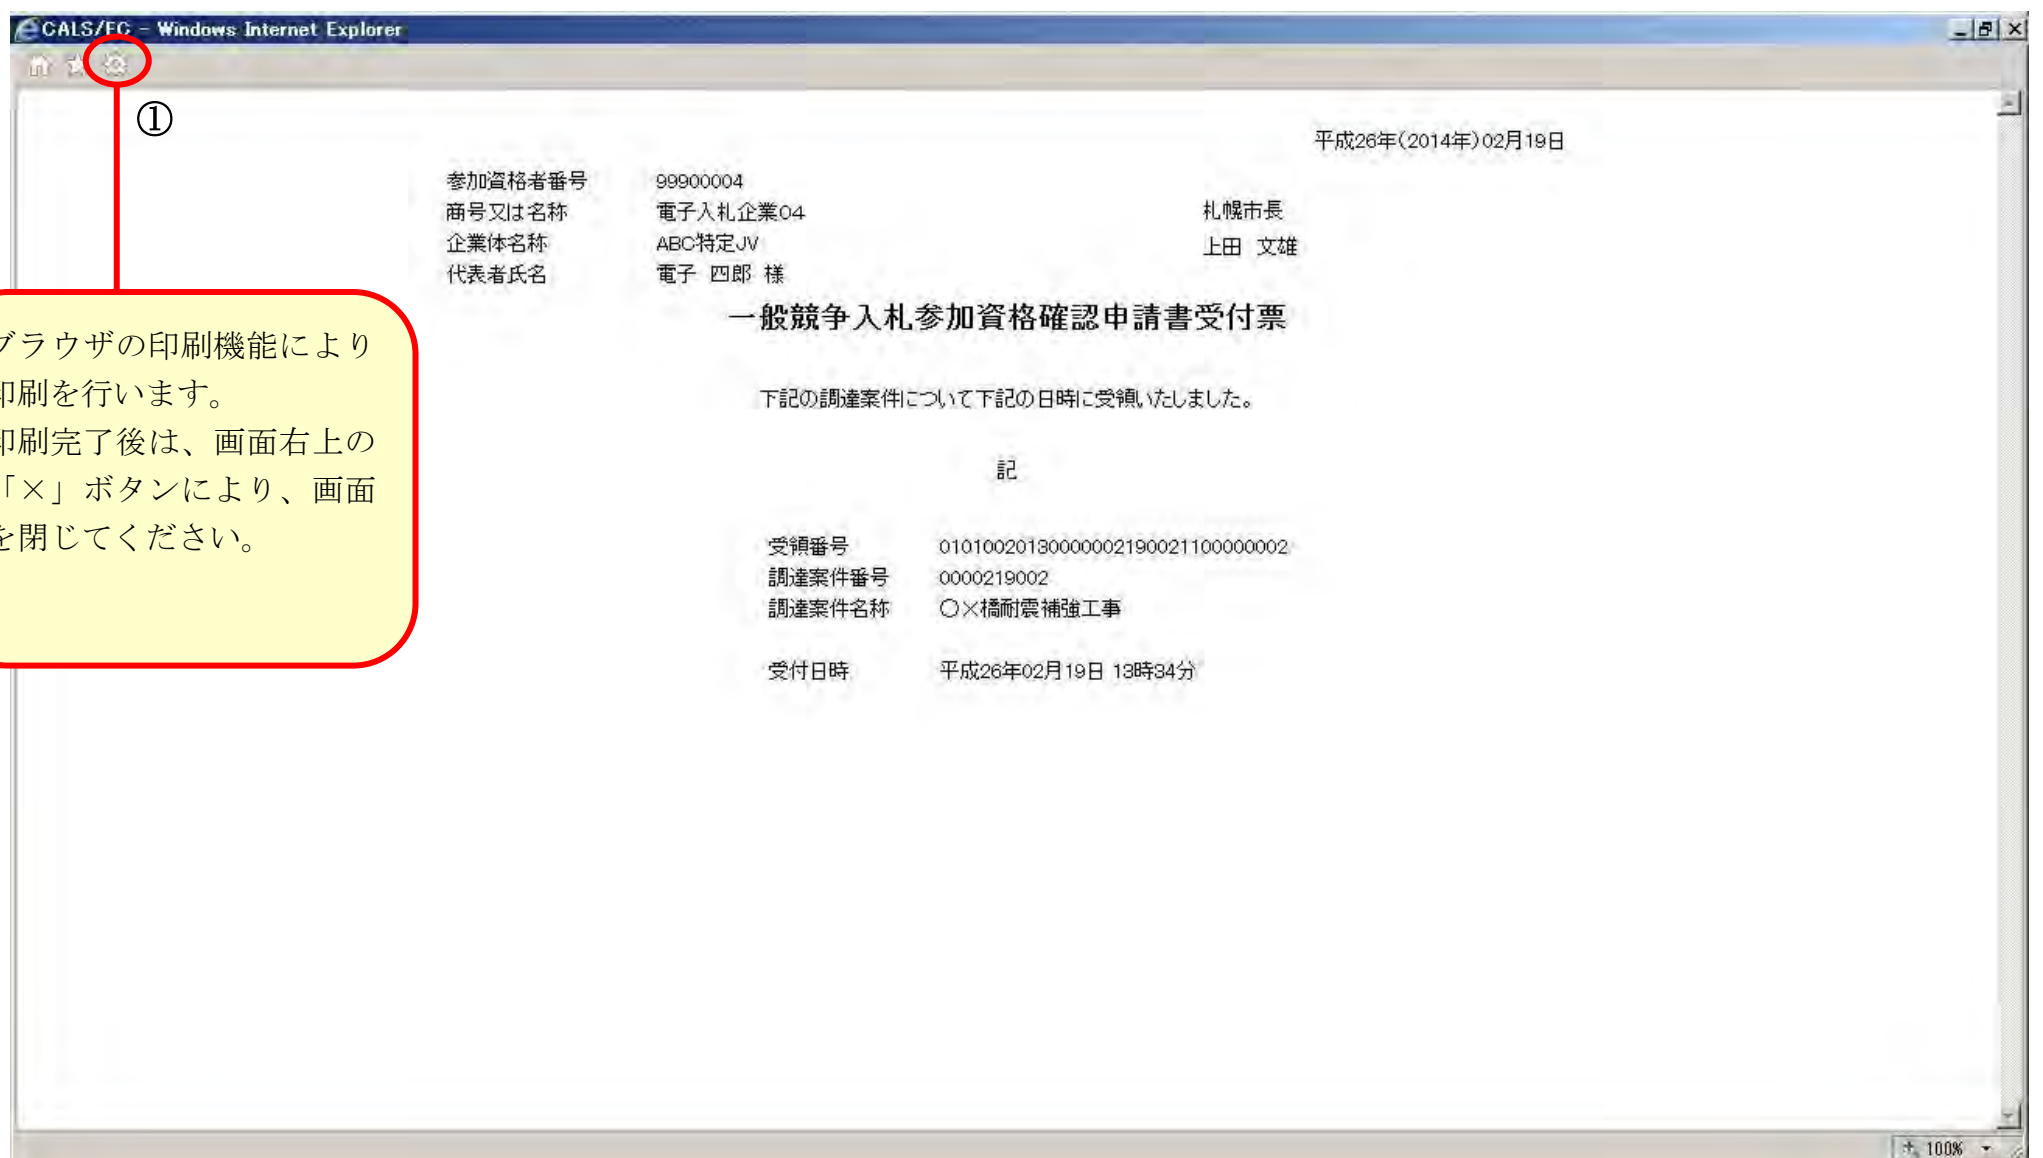 CALS/EC - Windows Internet Explorer
①
平成26年(2014年)02月19日
参加資格者番号 99900004
商号又は名称 電子入札企業04 札幌市長
企業体名称 ABC特定JV 上田 文雄
代表者氏名 電子 四郎 様
一般競争入札参加資格確認申請書受付票
ブラウザの印刷機能により
印刷を行います。
印刷完了後は、画面右上の
「×」ボタンにより、画面
を閉じてください。
下記の調達案件について下記の日時に受領いたしました。
記
受領番号 01010020130000002190021100000002
調達案件番号 0000219002
調達案件名称 〇×橋耐震補強工事
受付日時 平成26年02月19日 13時34分
100%